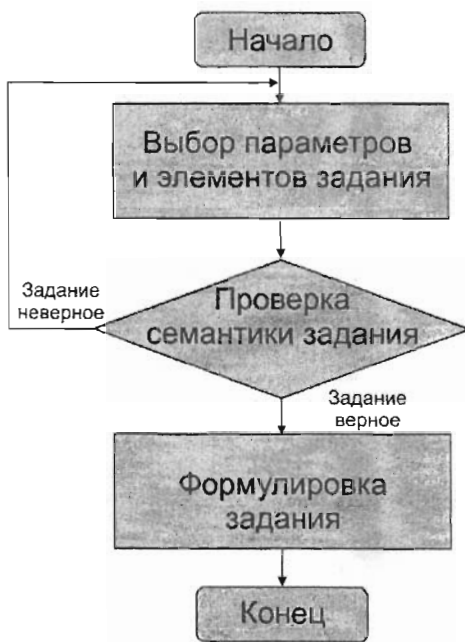 Начало
Выбор параметров
и элементов задания
Задание
неверное
Проверка
семантики задания
Задание
верное
Формулировка
задания
Конец